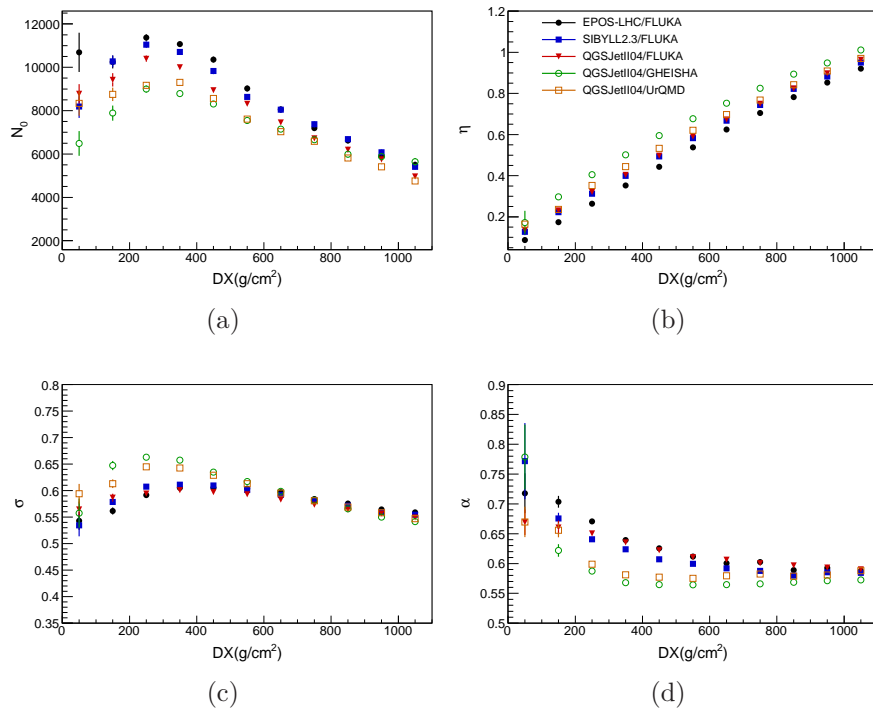 12000
10000
8000
6000
4000
2000
N0
0 200 400 600 800 1000
DX(g/cm²)
(a)
EPOS-LHC/FLUKA
SIBYLL2.3/FLUKA
QGSJetII04/FLUKA
QGSJetII04/GHEISHA
QGSJetII04/UrQMD
1.2
1
0.8
0.6
0.4
0.2
η
0 200 400 600 800 1000
DX(g/cm²)
(b)
0.8
0.75
0.7
0.65
0.6
0.55
0.5
0.45
0.4
0.35
σ
0 200 400 600 800 1000
DX(g/cm²)
(c)
0.9
0.85
0.8
0.75
0.7
0.65
0.6
0.55
0.5
α
0 200 400 600 800 1000
DX(g/cm²)
(d)